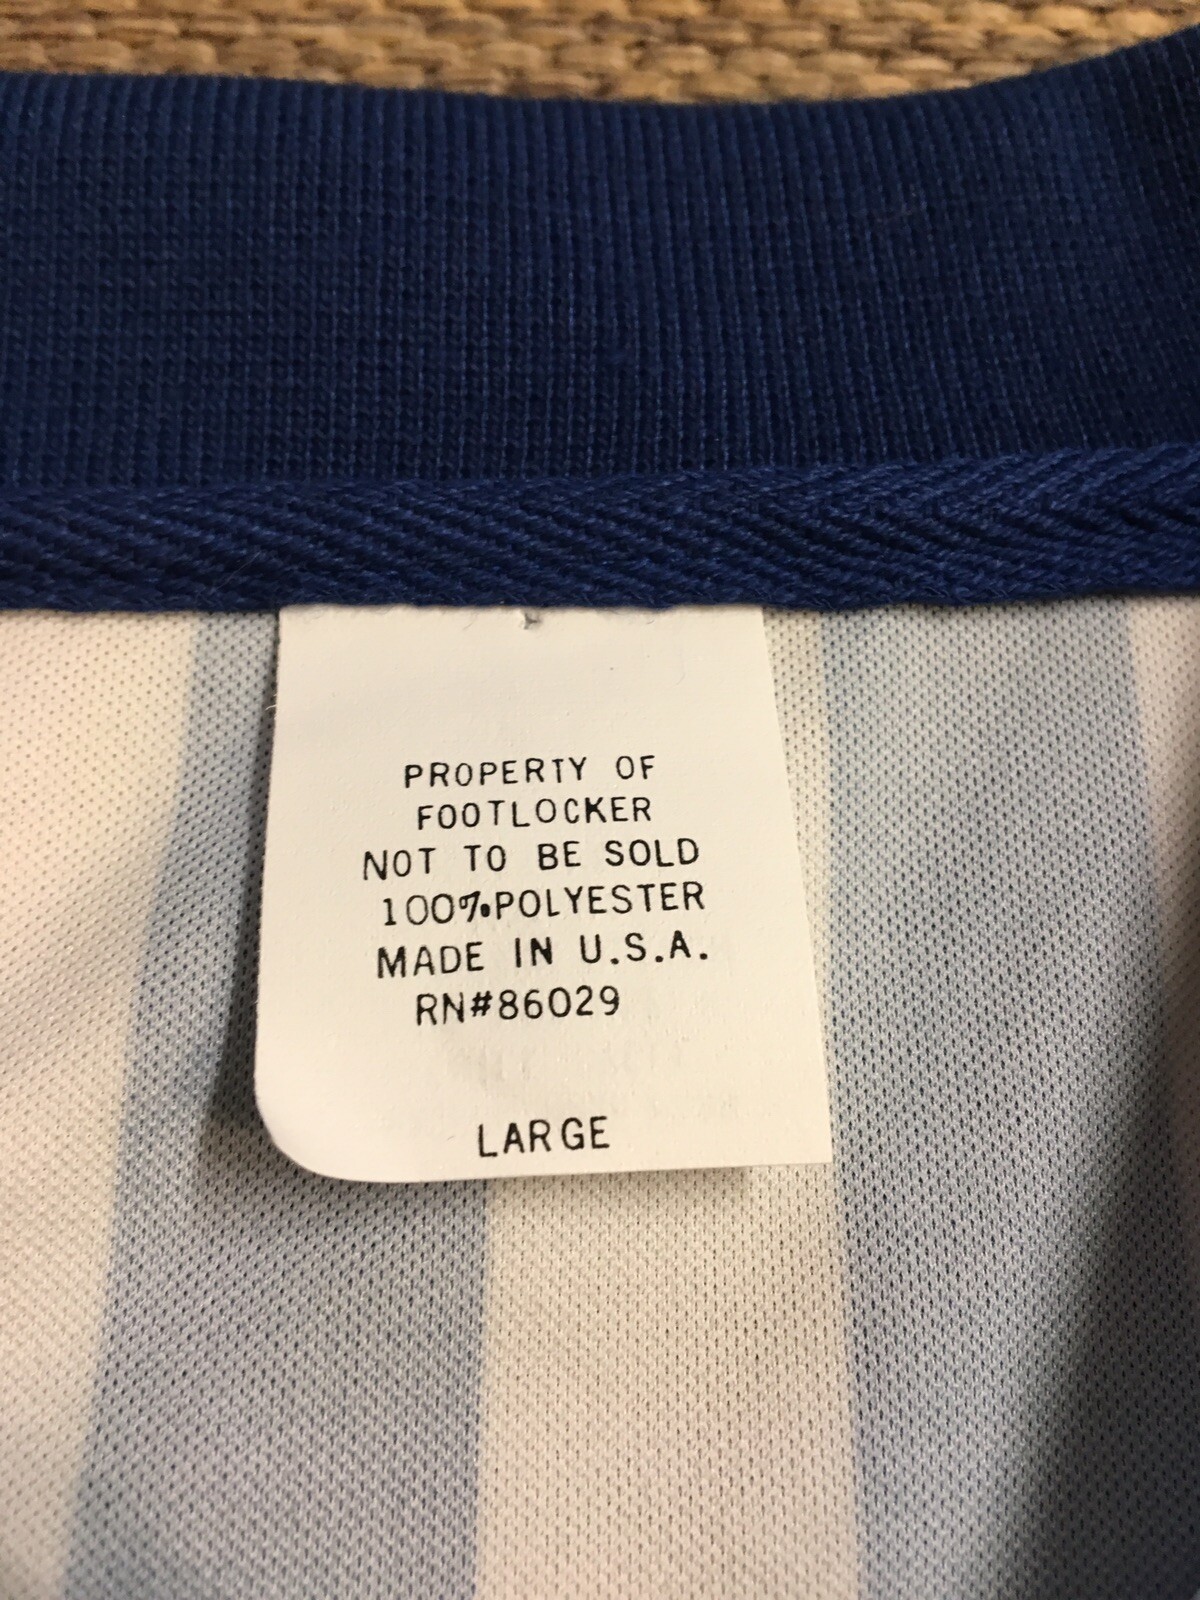 PROPERTY OF
FOOTLOCKER
NOT TO BE SOLD
100%POLYESTER
MADE IN U.S.A.
RN#86029
LARGE